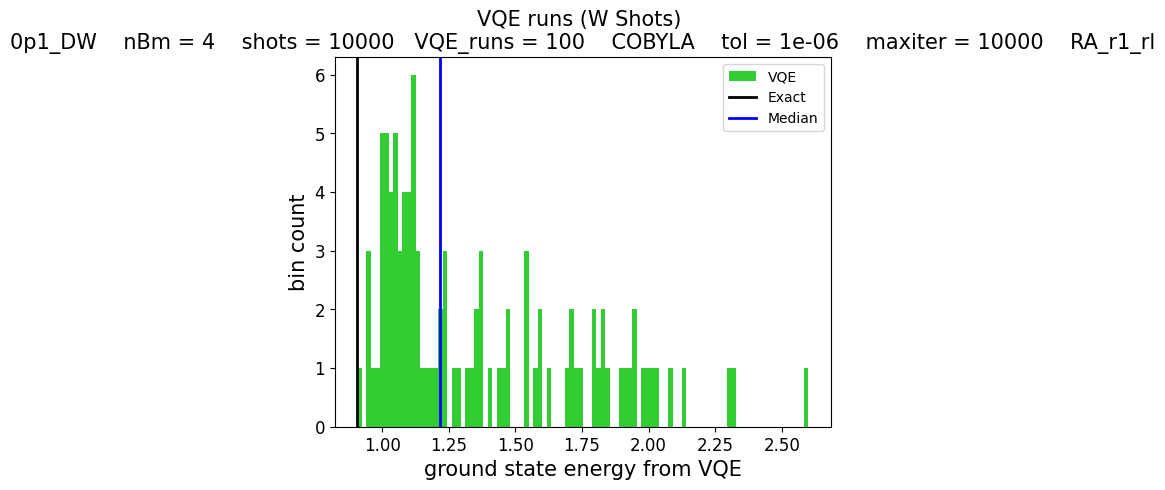 VQE runs (W Shots)
0p1_DW    nBm = 4    shots = 10000   VQE_runs = 100    COBYLA    tol = 1e-06    maxiter = 10000    RA_r1_rl
VQE
Exact
Median
6
5
4
3
2
1
0
bin count
1.00 1.25 1.50 1.75 2.00 2.25 2.50
ground state energy from VQE